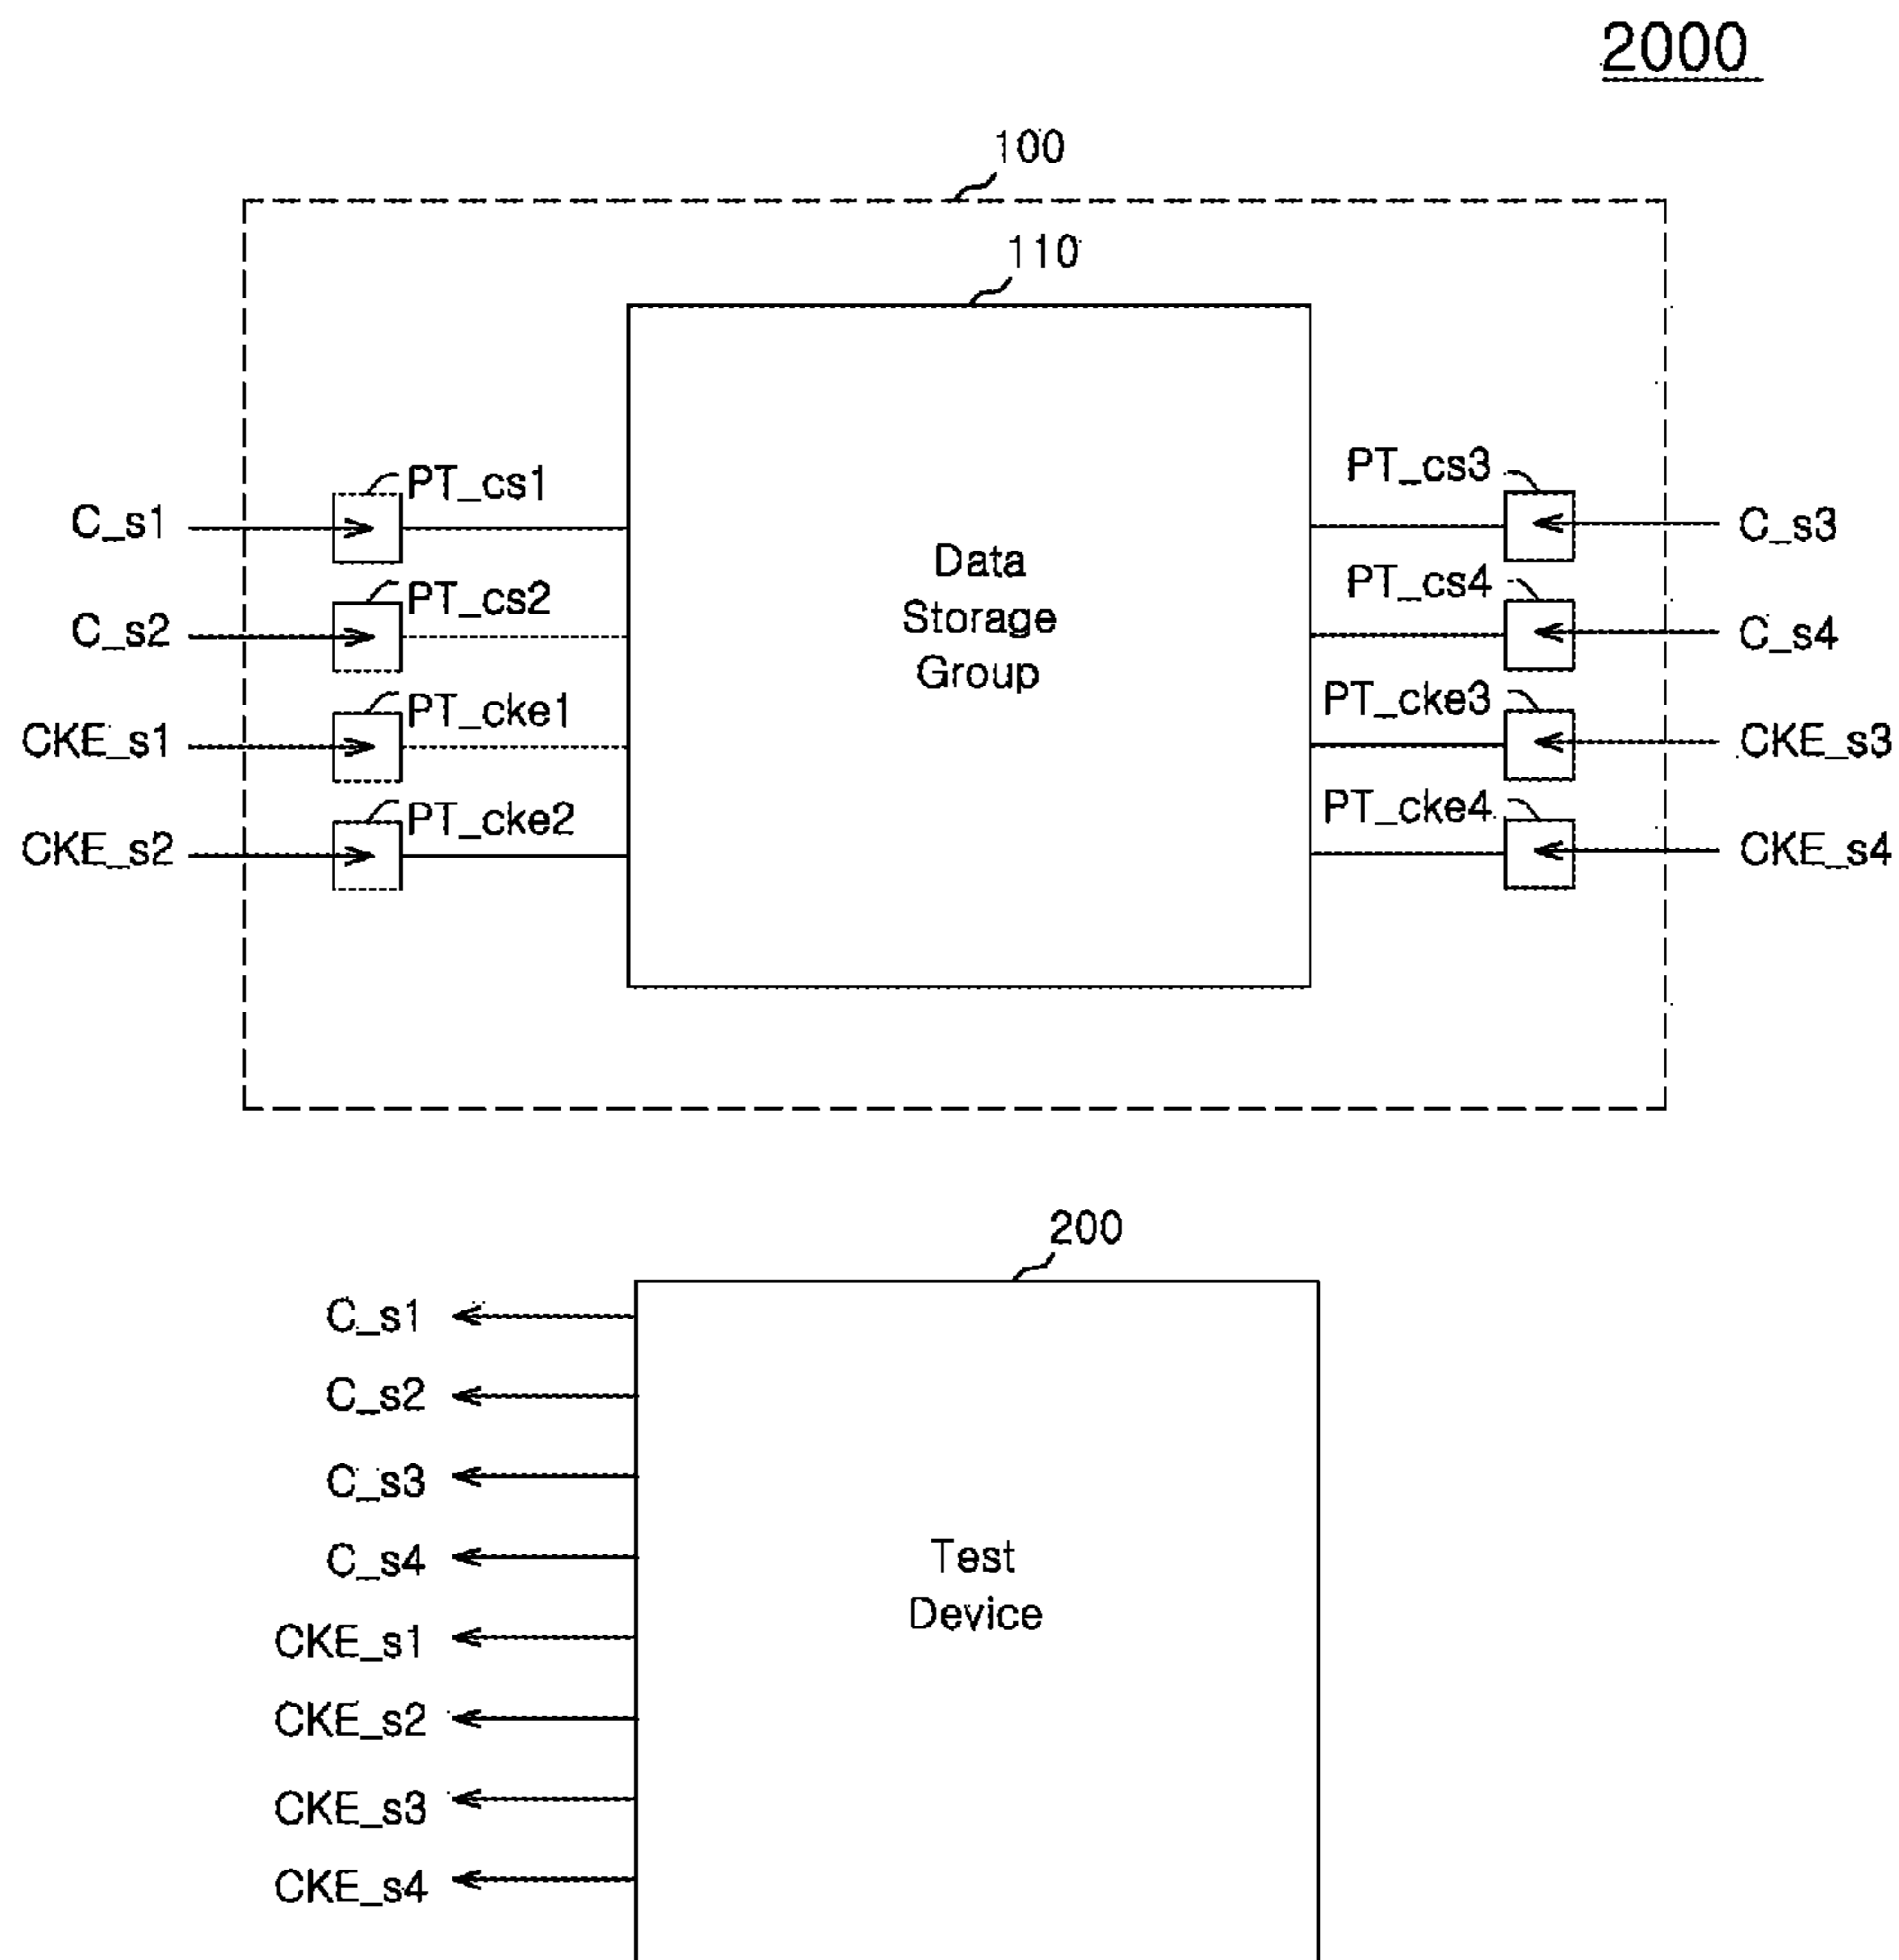 2000
100
110
PT_cs1
PT_cs3
C_s1
C_s3
Data
Storage
Group
PT_cs2
PT_cs4
C_s2
C_s4
PT_cke1
PT_cke3
CKE_s1
CKE_s3
PT_cke2
PT_cke4
CKE_s2
CKE_s4
200
C_s1
C_s2
C_s3
C_s4
Test
Device
CKE_s1
CKE_s2
CKE_s3
CKE_s4